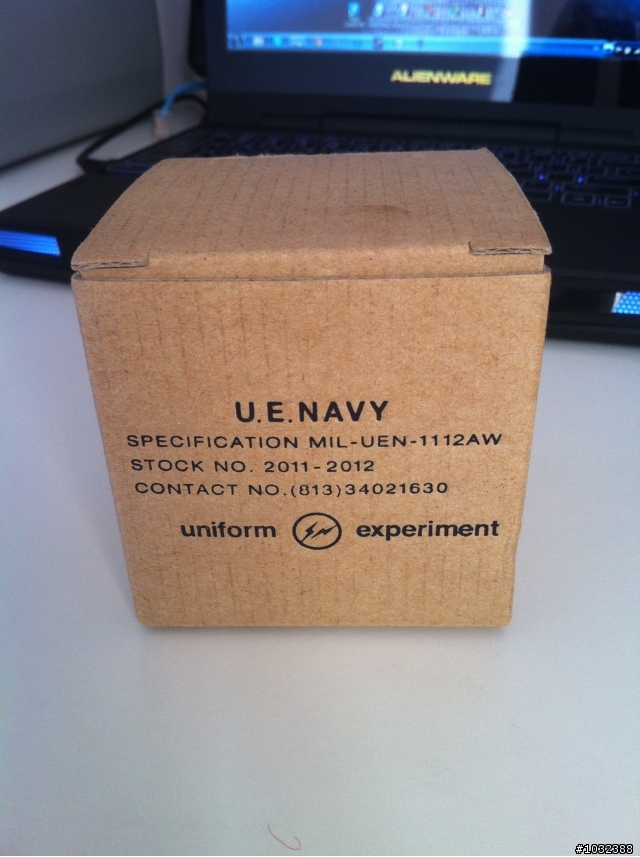 ALIENWARE
U.E.NAVY
SPECIFICATION MIL-UEN-1112AW
STOCK NO. 2011-2012
CONTACT NO.(813)34021630
uniform experiment
#1032388